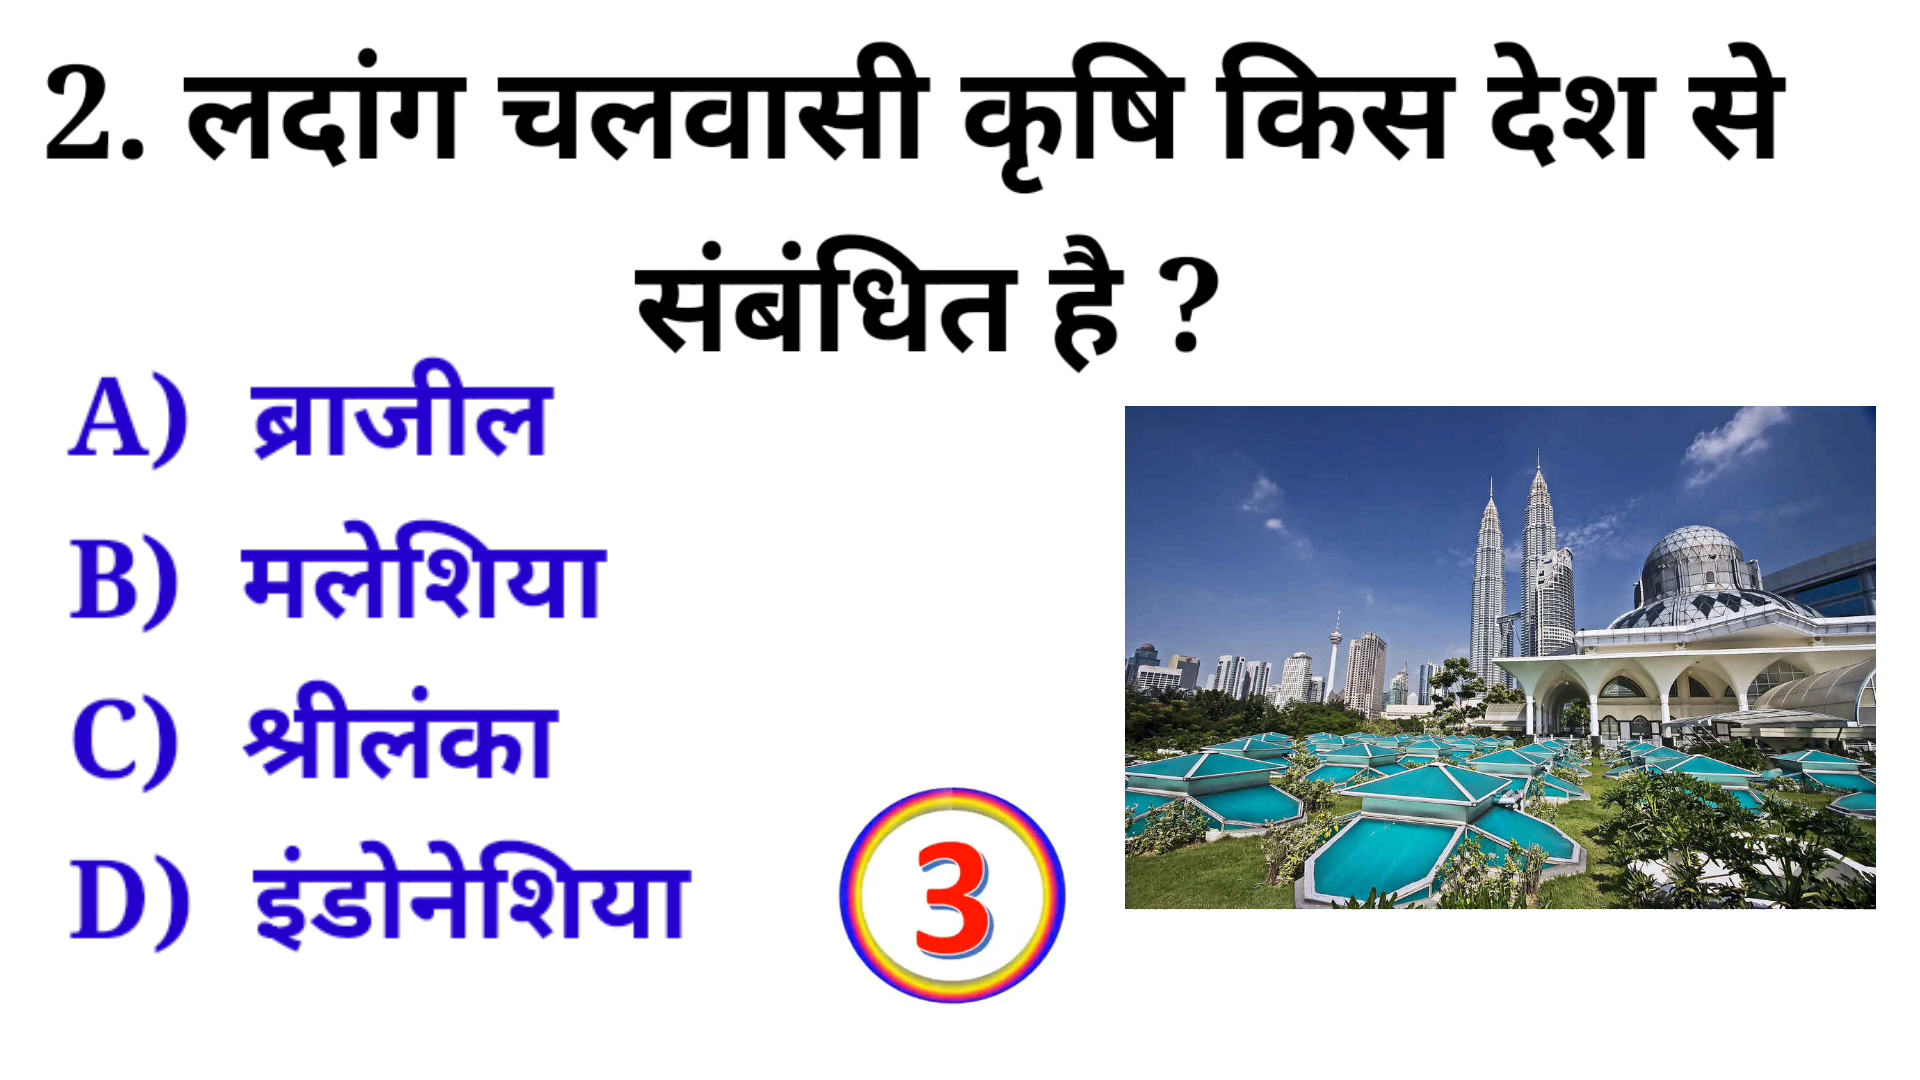 2. लदांग चलवासी कृषि किस देश से
संबंधित है ?
A) ब्राजील
B) मलेशिया
C) श्रीलंका
D) इंडोनेशिया
3